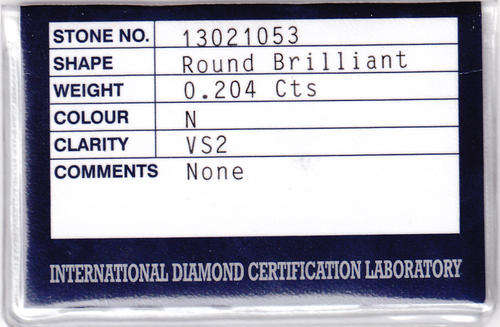 STONE NO. 13021053
SHAPE Round Brilliant
WEIGHT 0.204 Cts
COLOUR N
CLARITY VS2
COMMENTS None
INTERNATIONAL DIAMOND CERTIFICATION LABORATORY